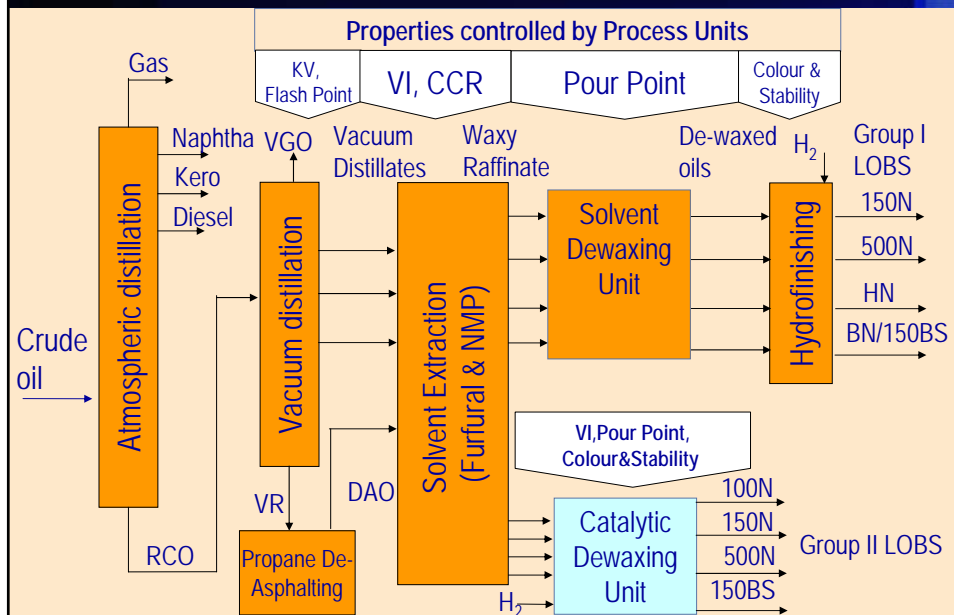 Properties controlled by Process Units
KV,
Flash Point
VI, CCR
Pour Point
Colour &
Stability
Gas
Naphtha
Kero
Diesel
Crude
oil
Atmospheric distillation
RCO
VGO
Vacuum distillation
VR
Propane De-
Asphalting
DAO
Vacuum
Distillates
Solvent Extraction
(Furfural & NMP)
Waxy
Raffinate
Solvent
Dewaxing
Unit
De-waxed
oils
H2
Hydrofinishing
Group I
LOBS
150N
500N
HN
BN/150BS
VI,Pour Point,
Colour&Stability
H2
Catalytic
Dewaxing
Unit
100N
150N
500N
150BS
Group II LOBS